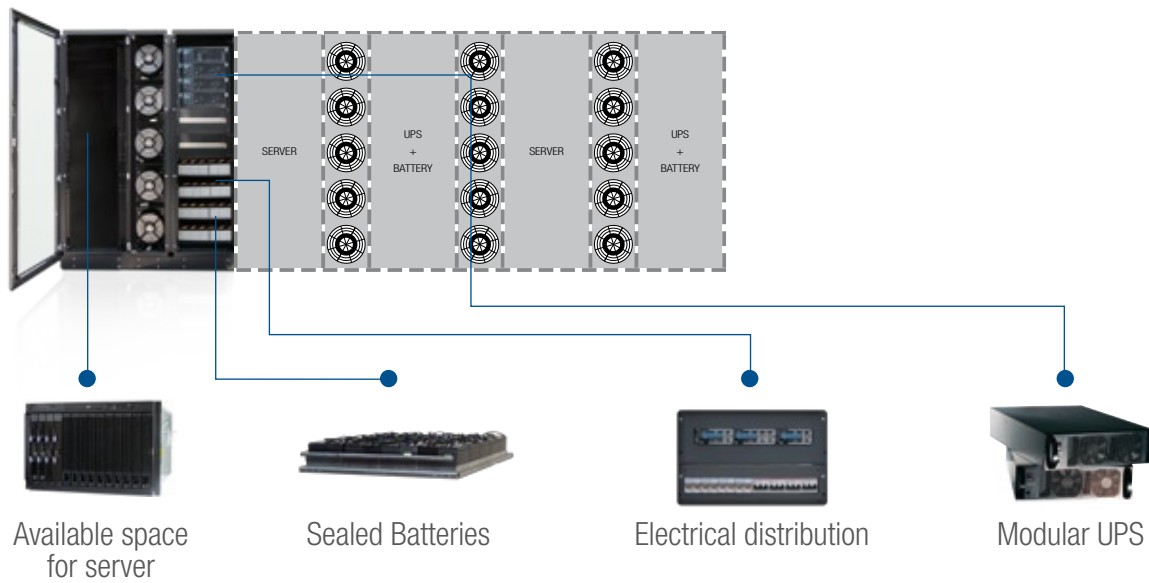 SERVER
UPS
+
BATTERY
SERVER
UPS
+
BATTERY
Available space
for server
Sealed Batteries
Electrical distribution
Modular UPS